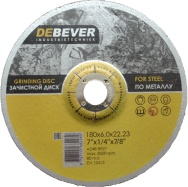 DEBEVER
INDUSTRIETECHNIEK
GRINDING DISC
ЗАЧИСТНОЙ ДИСК
FOR STEEL
ПО МЕТАЛЛУ
180x6.0x22.23
7"x1/4"x7/8"